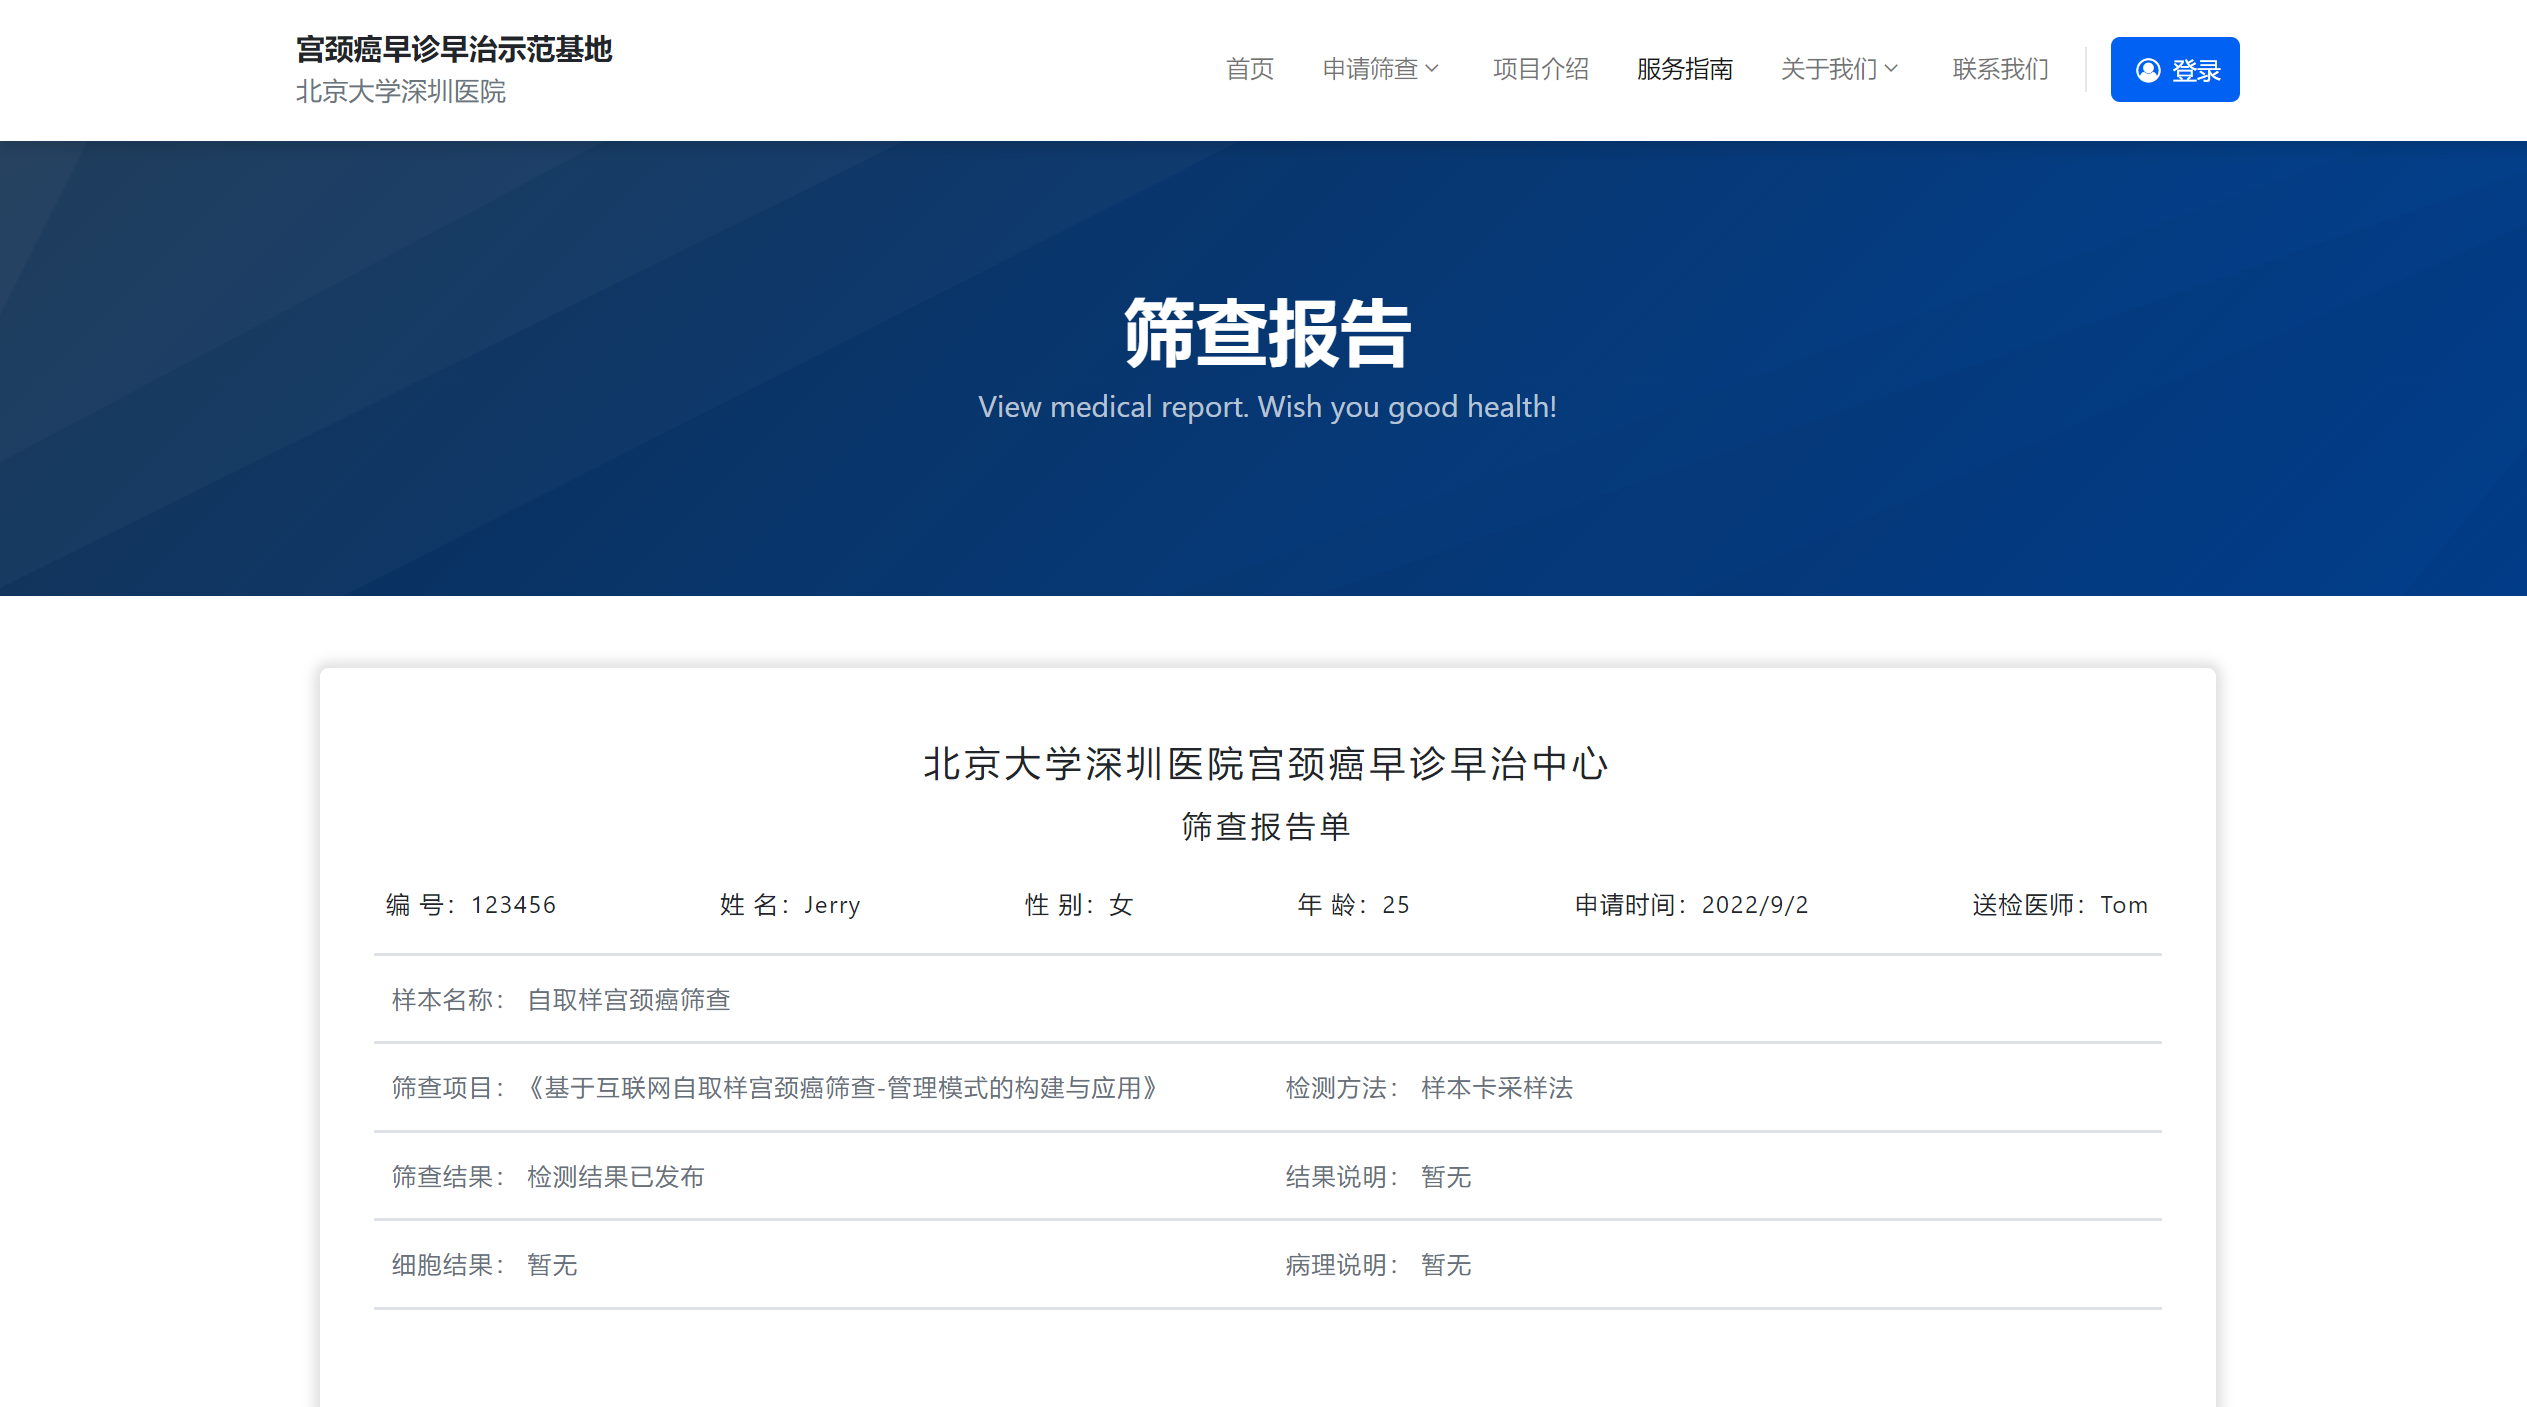 宫颈癌早诊早治示范基地
北京大学深圳医院
首页 申请筛查 项目介绍 服务指南 关于我们 联系我们 登录
筛查报告
View medical report. Wish you good health!
北京大学深圳医院宫颈癌早诊早治中心
筛查报告单
编 号：123456 姓 名：Jerry 性 别：女 年 龄：25 申请时间：2022/9/2 送检医师：Tom
样本名称： 自取样宫颈癌筛查
筛查项目：《基于互联网自取样宫颈癌筛查-管理模式的构建与应用》 检测方法： 样本卡采样法
筛查结果： 检测结果已发布 结果说明： 暂无
细胞结果： 暂无 病理说明： 暂无